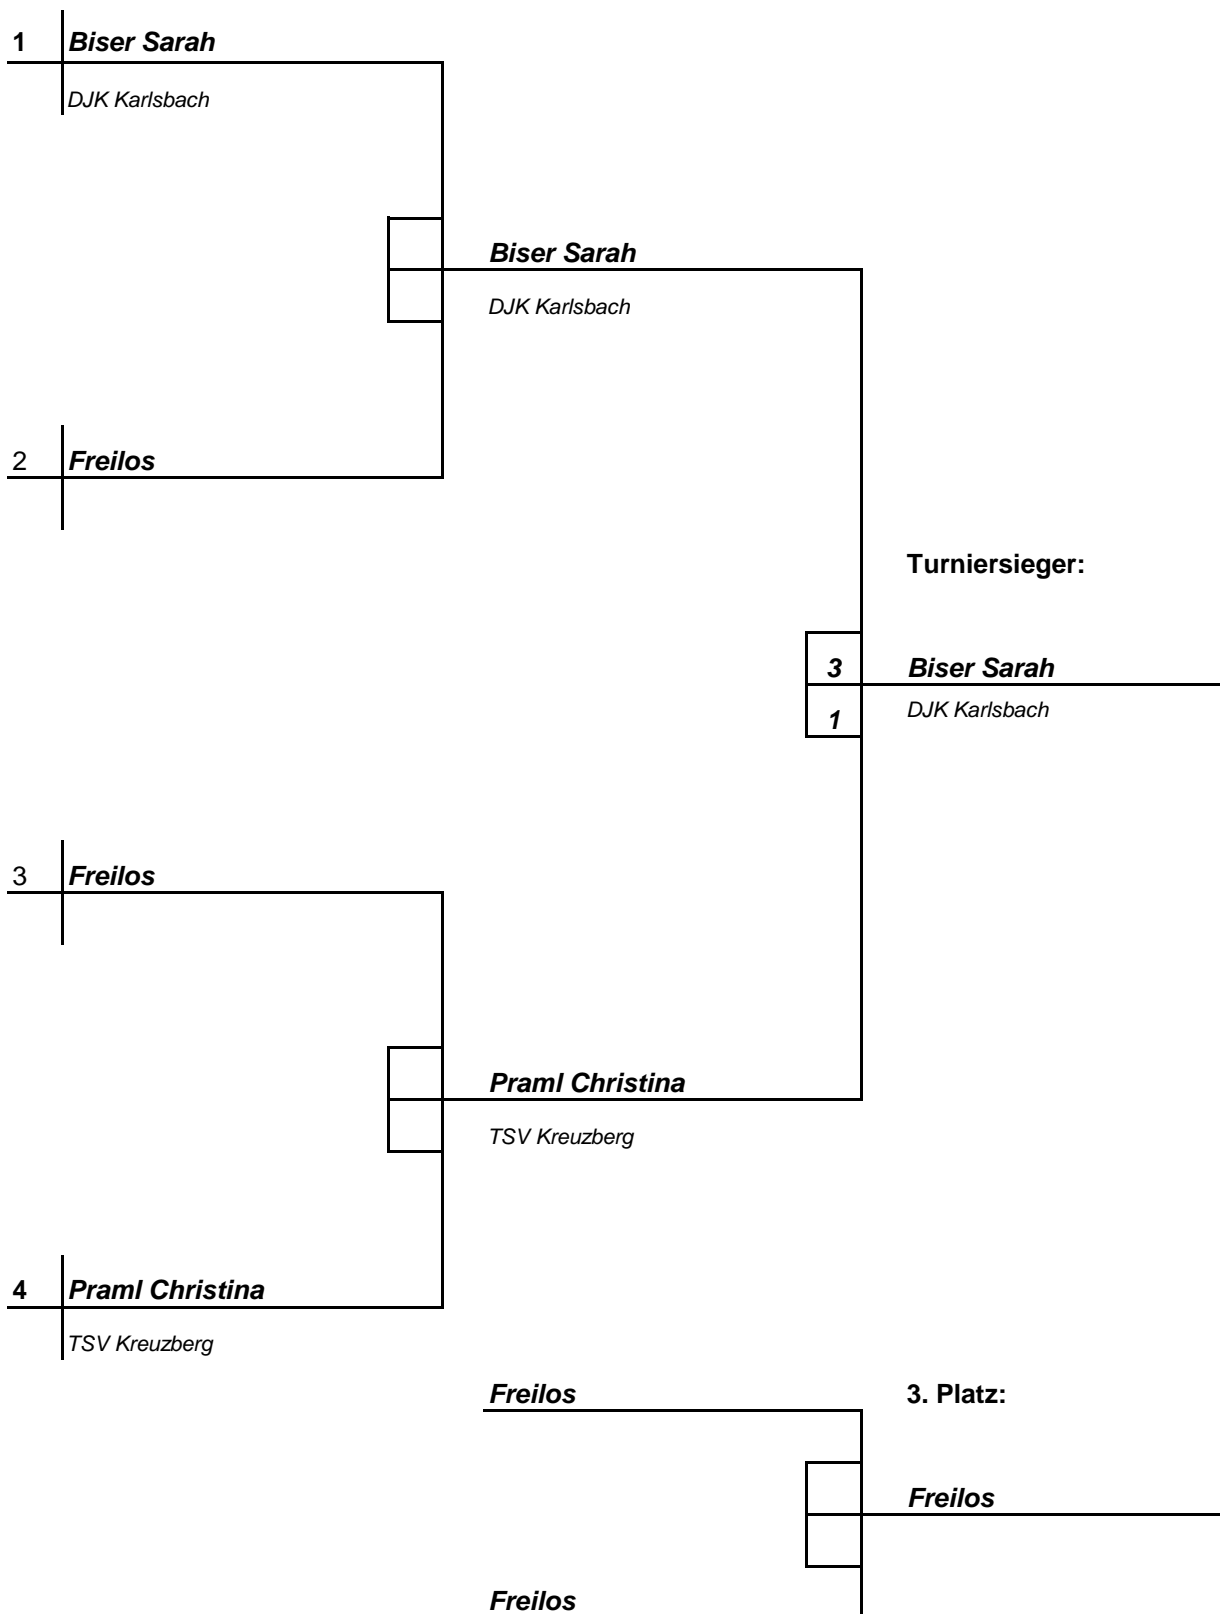 1 Biser Sarah
DJK Karlsbach
Biser Sarah
DJK Karlsbach
2 Freilos
Turniersieger:
3 Biser Sarah
1 DJK Karlsbach
3 Freilos
Praml Christina
TSV Kreuzberg
4 Praml Christina
TSV Kreuzberg
Freilos 3. Platz:
Freilos
Freilos